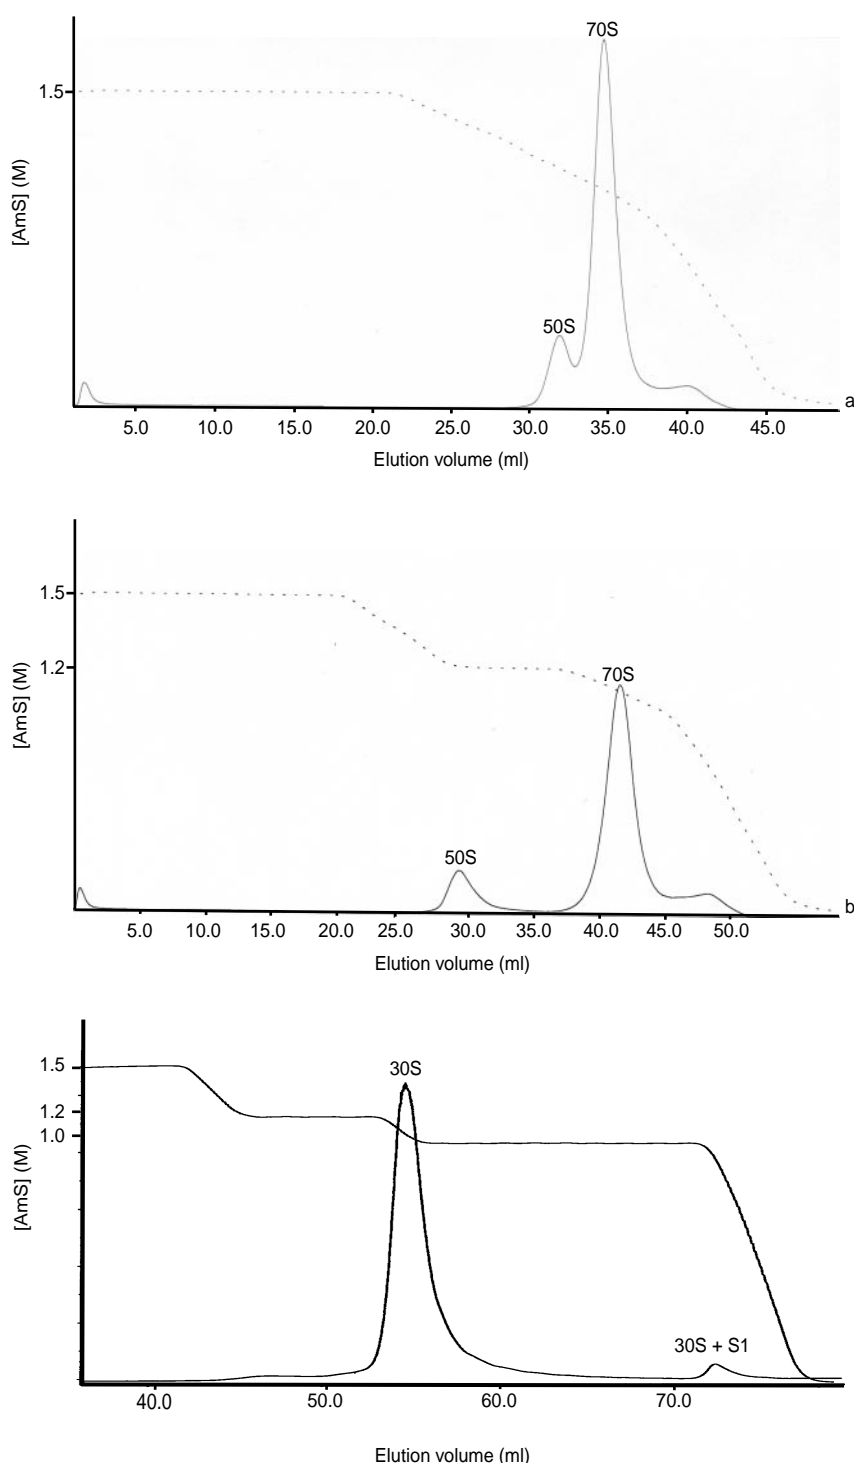 70S
1.5
[AmS] (M)
50S
a
5.0 10.0 15.0 20.0 25.0 30.0 35.0 40.0 45.0
Elution volume (ml)
1.5
1.2
70S
[AmS] (M)
50S
b
5.0 10.0 15.0 20.0 25.0 30.0 35.0 40.0 45.0 50.0
Elution volume (ml)
30S
1.5
1.2
1.0
[AmS] (M)
30S + S1
40.0 50.0 60.0 70.0
Elution volume (ml)